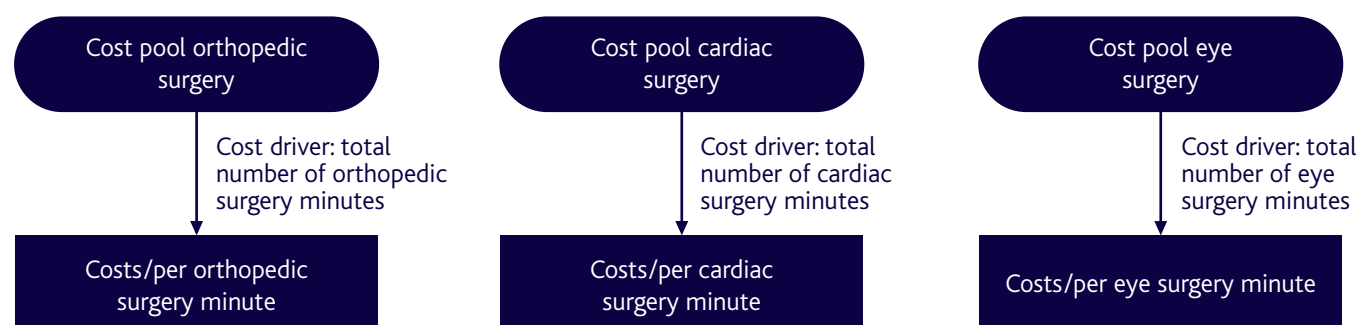 Cost pool orthopedic
surgery
Cost pool cardiac
surgery
Cost pool eye
surgery
Cost driver: total
number of orthopedic
surgery minutes
Cost driver: total
number of cardiac
surgery minutes
Cost driver: total
number of eye
surgery minutes
Costs/per orthopedic
surgery minute
Costs/per cardiac
surgery minute
Costs/per eye surgery minute